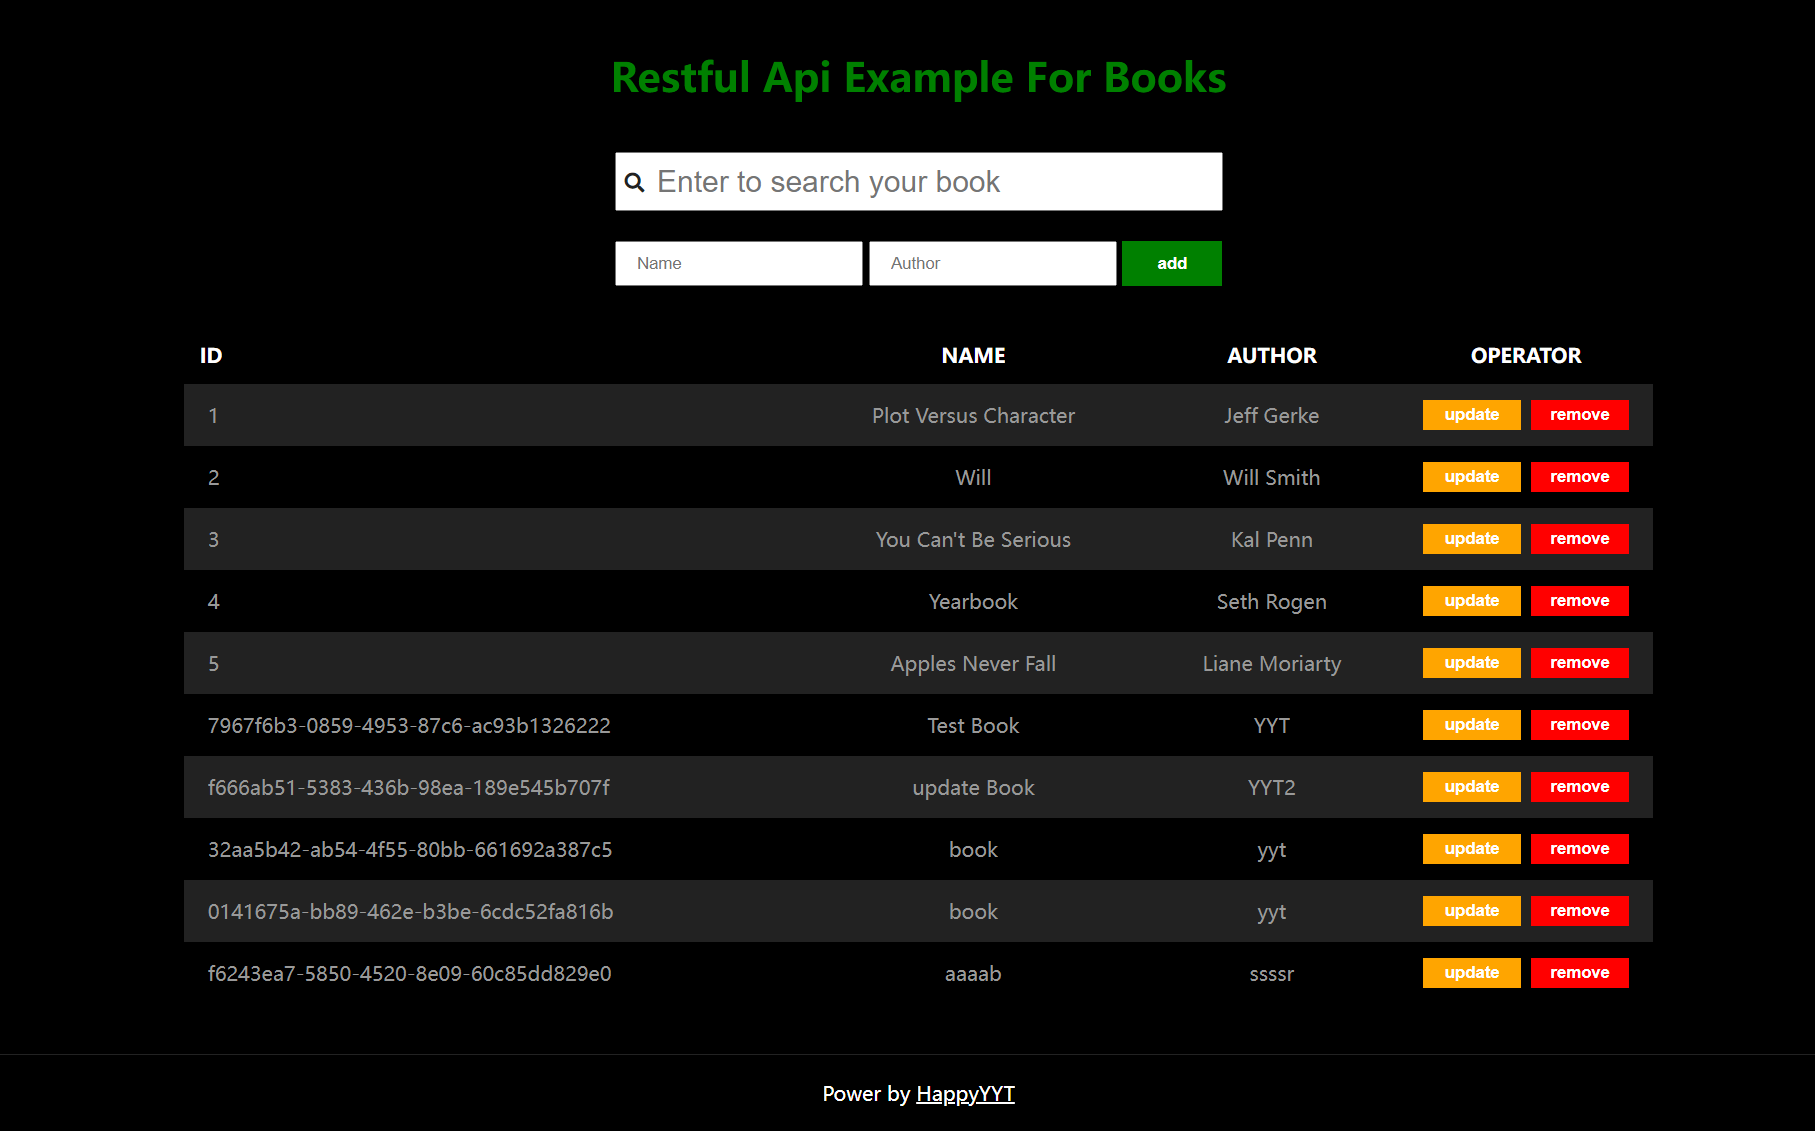 Restful Api Example For Books
Enter to search your book
Name Author add
ID NAME AUTHOR OPERATOR
1 Plot Versus Character Jeff Gerke update remove
2 Will Will Smith update remove
3 You Can't Be Serious Kal Penn update remove
4 Yearbook Seth Rogen update remove
5 Apples Never Fall Liane Moriarty update remove
7967f6b3-0859-4953-87c6-ac93b1326222 Test Book YYT update remove
f666ab51-5383-436b-98ea-189e545b707f update Book YYT2 update remove
32aa5b42-ab54-4f55-80bb-661692a387c5 book yyt update remove
0141675a-bb89-462e-b3be-6cdc52fa816b book yyt update remove
f6243ea7-5850-4520-8e09-60c85dd829e0 aaaab ssssr update remove
Power by HappyYYT